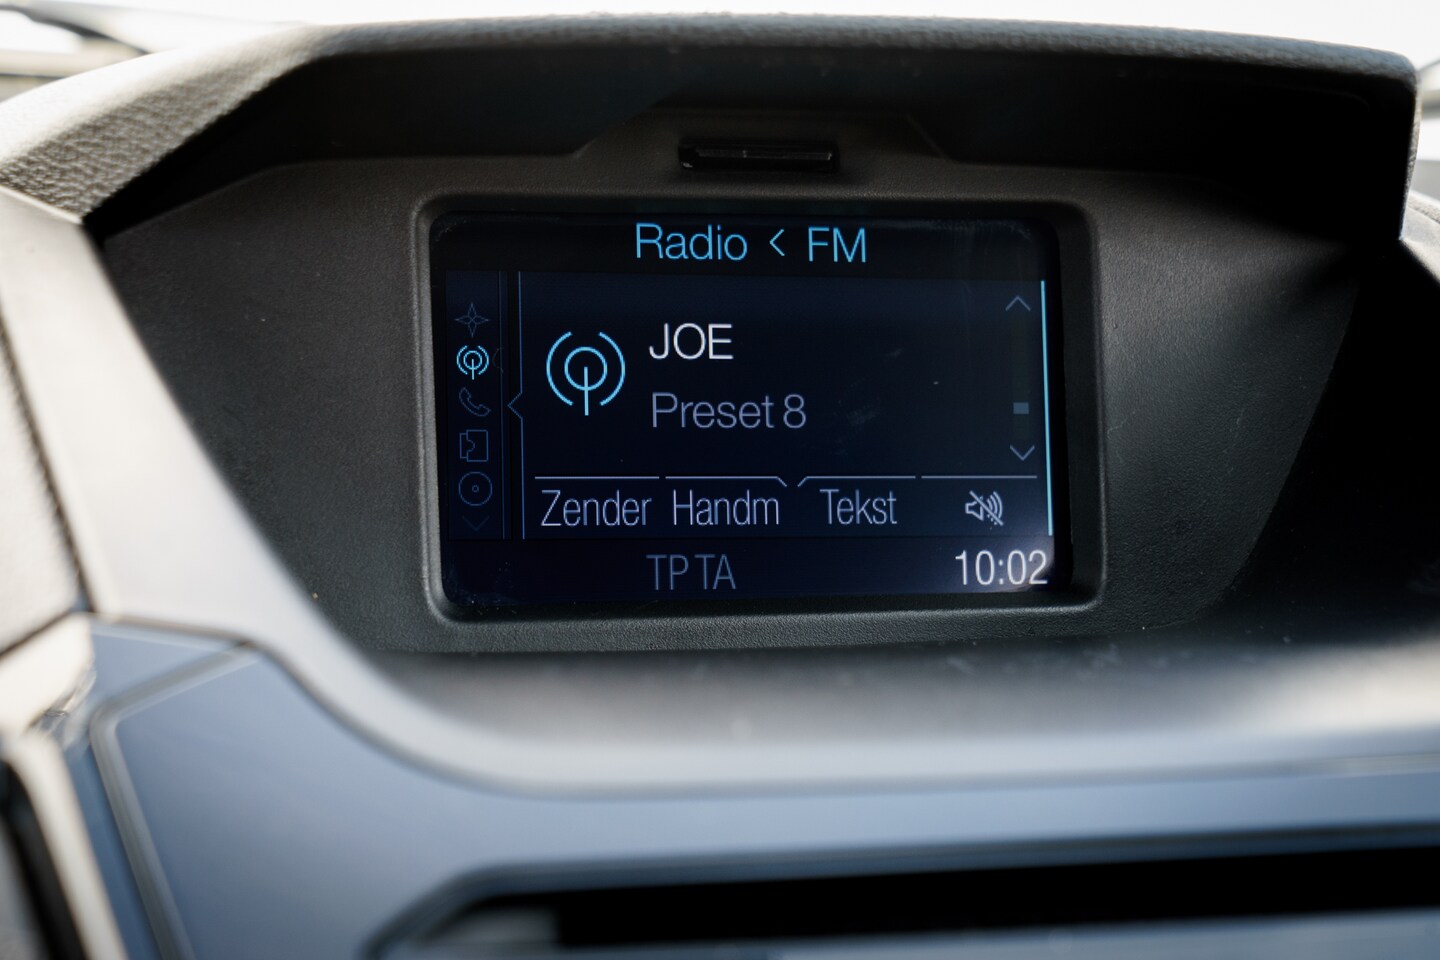 Radio < FM
JOE
Preset 8
Zender Handm Tekst
TP TA 10:02